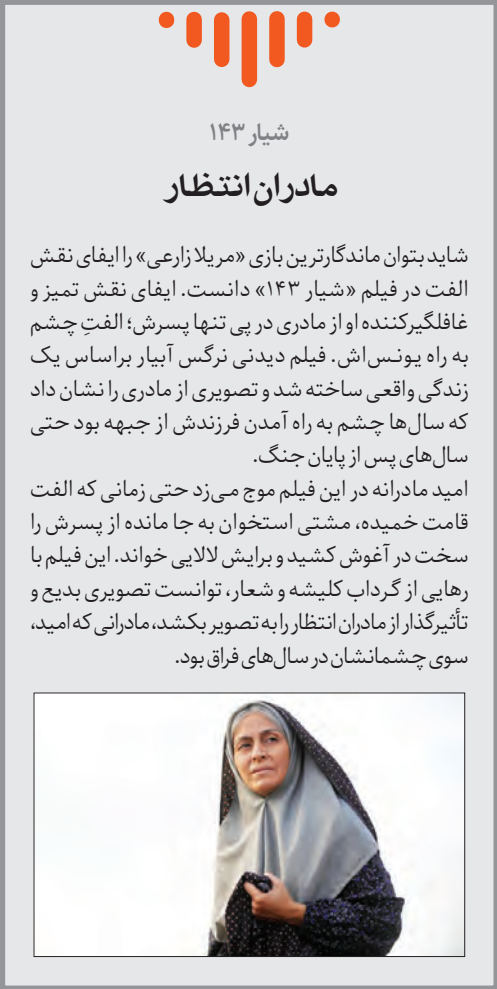 شیار ۱۴۳
مادران انتظار
شاید بتوان ماندگارترین بازی «مریلا زارعی» را ایفای نقش
الفت در فیلم «شیار ۱۴۳» دانست. ایفای نقش تمیز و
غافلگیرکننده او از مادری در پی تنها پسرش؛ الفتِ چشم
به راه یونس‌اش. فیلم دیدنی نرگس آبیار براساس یک
زندگی واقعی ساخته شد و تصویری از مادری را نشان داد
که سال‌ها چشم به راه آمدن فرزندش از جبهه بود حتی
سال‌های پس از پایان جنگ.
امید مادرانه در این فیلم موج می‌زد حتی زمانی که الفت
قامت خمیده، مشتی استخوان به جا مانده از پسرش را
سخت در آغوش کشید و برایش لالایی خواند. این فیلم با
رهایی از گرداب کلیشه و شعار، توانست تصویری بدیع و
تأثیرگذار از مادران انتظار را به تصویر بکشد، مادرانی که امید،
سوی چشمانشان در سال‌های فراق بود.